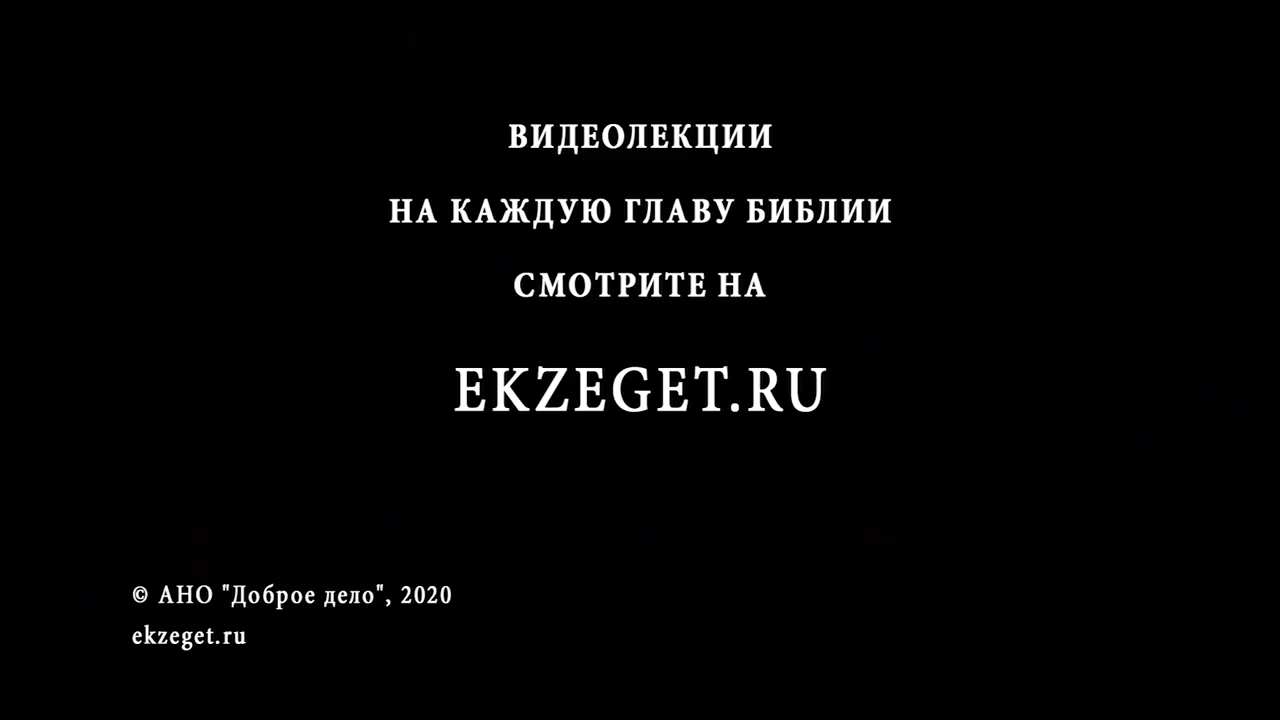 ВИДЕОЛЕКЦИИ
НА КАЖДУЮ ГЛАВУ БИБЛИИ
СМОТРИТЕ НА
EKZEGET.RU
© АНО "Доброе дело", 2020
ekzeget.ru